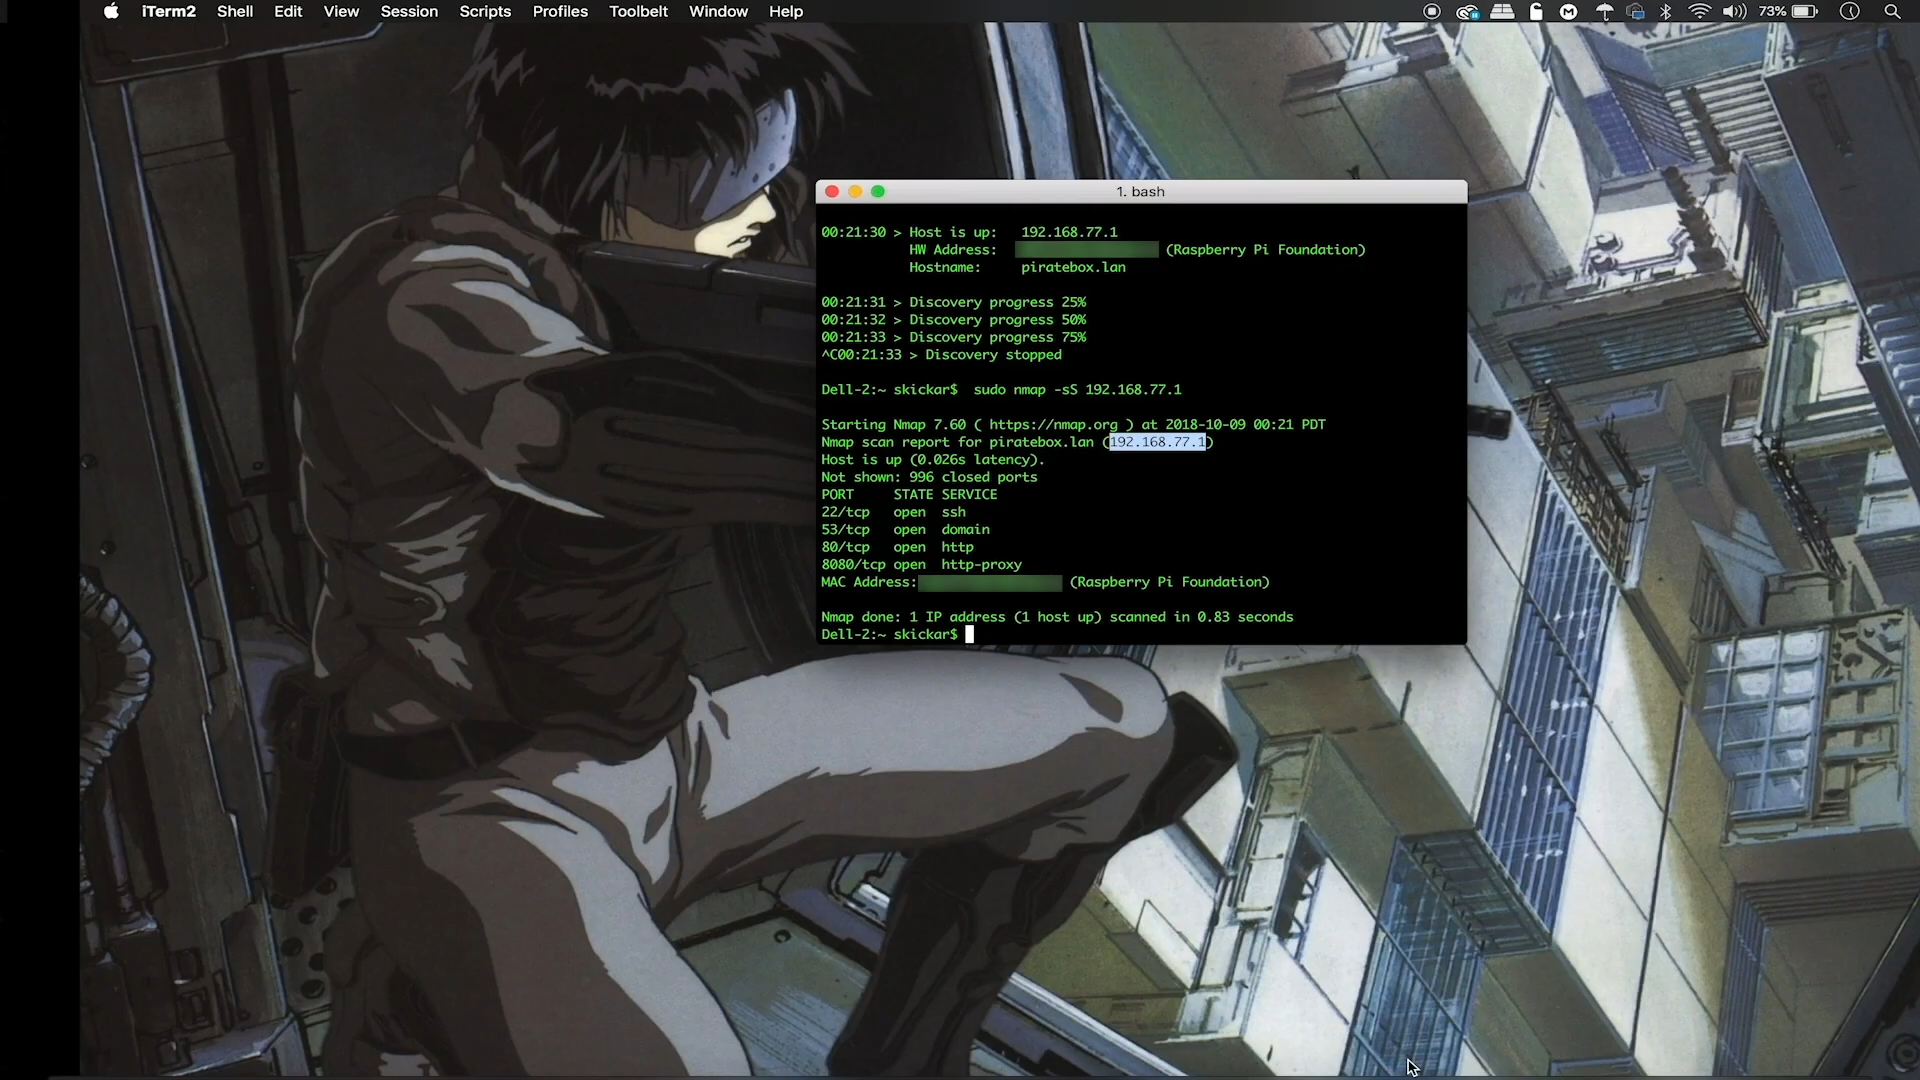 iTerm2 Shell Edit View Session Scripts Profiles Toolbelt Window Help 73%
1. bash
00:21:30 > Host is up: 192.168.77.1
HW Address: (Raspberry Pi Foundation)
Hostname: piratebox.lan
00:21:31 > Discovery progress 25%
00:21:32 > Discovery progress 50%
00:21:33 > Discovery progress 75%
^C00:21:33 > Discovery stopped
Dell-2:~ skickar$ sudo nmap -sS 192.168.77.1
Starting Nmap 7.60 ( https://nmap.org ) at 2018-10-09 00:21 PDT
Nmap scan report for piratebox.lan (192.168.77.1)
Host is up (0.026s latency).
Not shown: 996 closed ports
PORT STATE SERVICE
22/tcp open ssh
53/tcp open domain
80/tcp open http
8080/tcp open http-proxy
MAC Address: (Raspberry Pi Foundation)
Nmap done: 1 IP address (1 host up) scanned in 0.83 seconds
Dell-2:~ skickar$